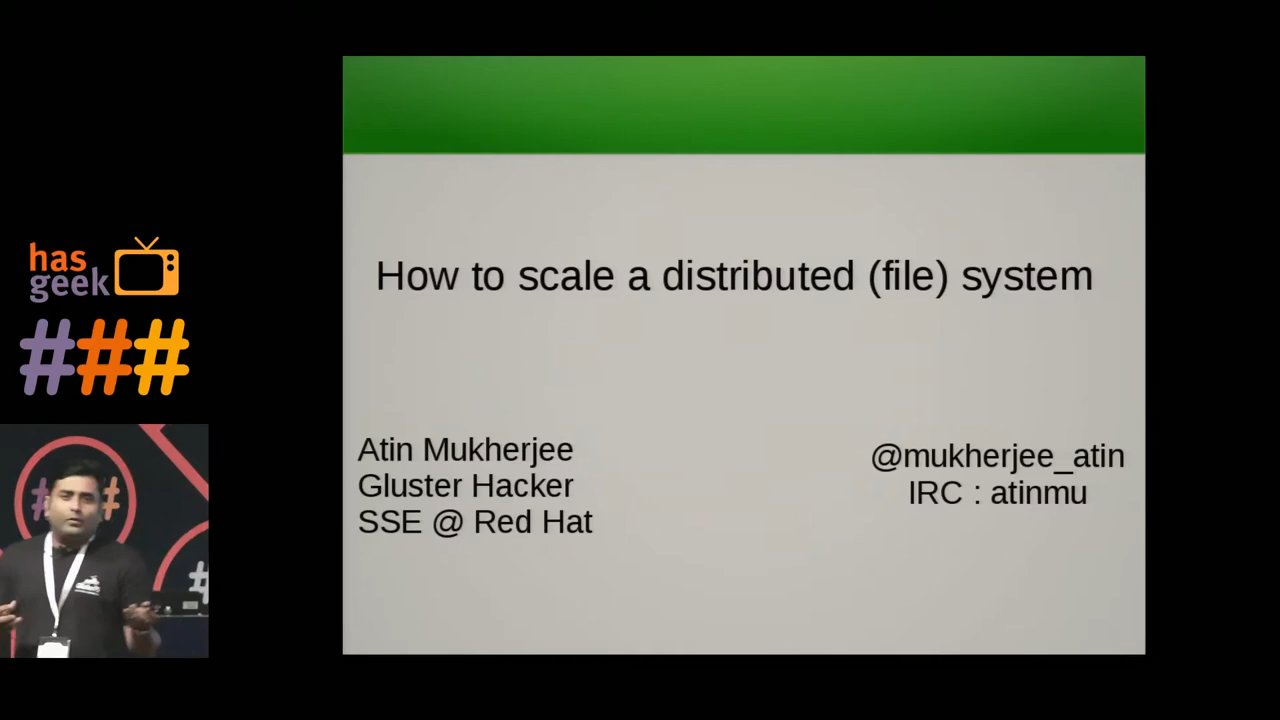 has
geek
###
How to scale a distributed (file) system
Atin Mukherjee
Gluster Hacker
SSE @ Red Hat
@mukherjee_atin
IRC : atinmu